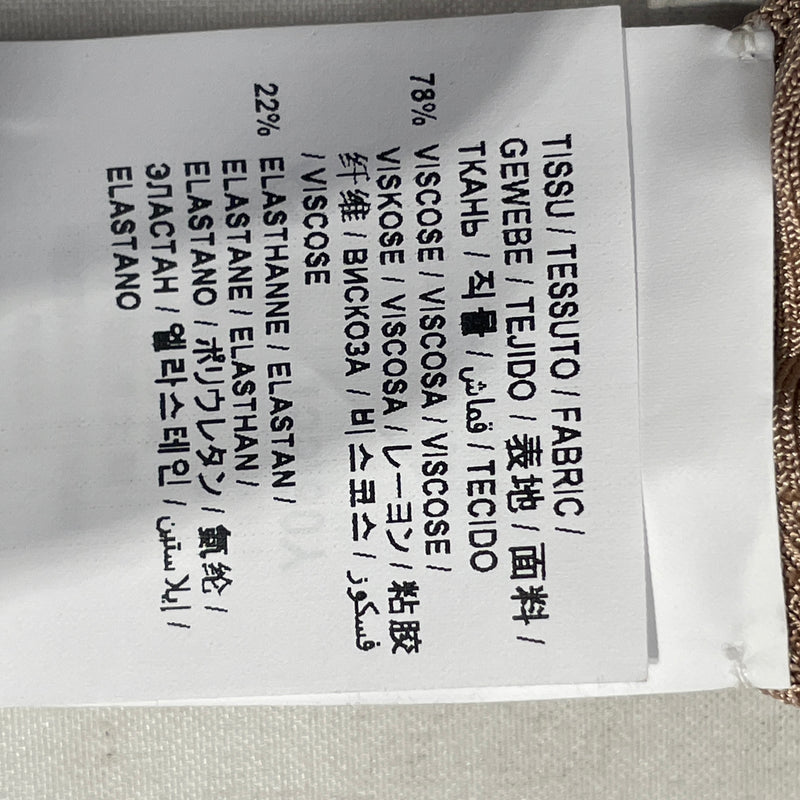 TISSU / TESSUTO / FABRIC /
GEWEBE / TEJIDO / 表地 / 面料 /
ТКАНЬ / 직물 / قماش / TECIDO
78% VISCOSE / VISCOSA / VISCOSE /
VISKOSE / VISCOSA / レーヨン / 粘胶
纤维 / ВИСКОЗА / 비스코스 / فسكوز
/ VISCOSE
22% ELASTHANNE / ELASTAN /
ELASTANE / ELASTHAN /
ELASTANO / ポリウレタン / 氨纶 /
ЭЛАСТАН / 엘라스테인 / إيلاستين /
ELASTANO